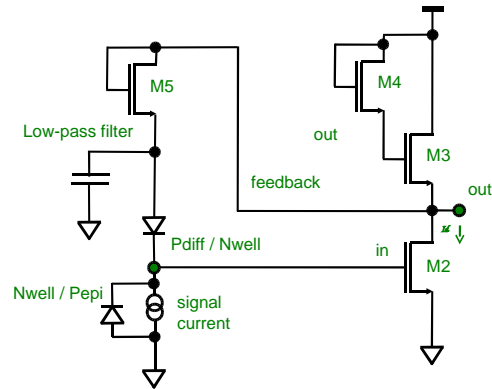 M5
M4
Low-pass filter
out
M3
feedback
out
Pdiff / Nwell
in
M2
Nwell / Pepi
signal
current